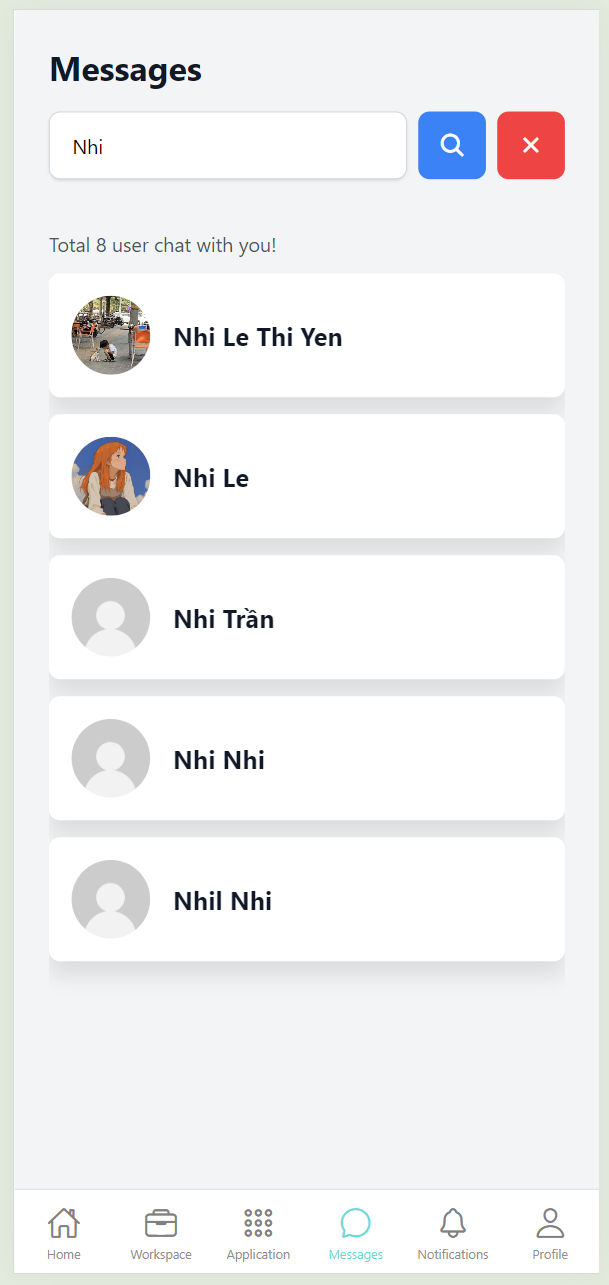 Messages
Nhi
Total 8 user chat with you!
Nhi Le Thi Yen
Nhi Le
Nhi Trần
Nhi Nhi
Nhil Nhi
Home Workspace Application Messages Notifications Profile